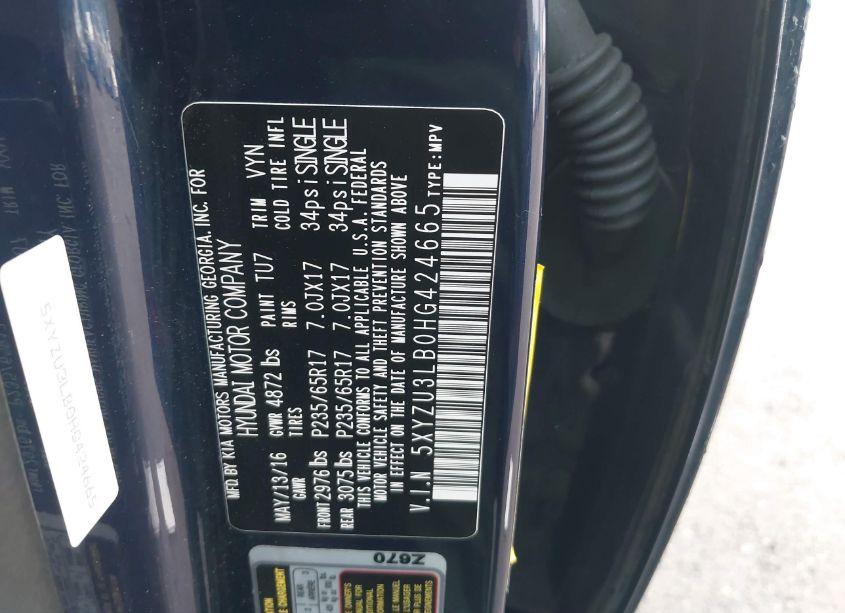 MFD. BY KIA MOTORS MANUFACTURING GEORGIA. INC. FOR
HYUNDAI MOTOR COMPANY
MAY/13/16 GVWR 4872 lbs PAINT TU7 TRIM VYN
GAWR TIRES RIMS COLD TIRE INFL
FRONT 2976 lbs P235/65R17 7.0JX17 34psi SINGLE
REAR 3075 lbs P235/65R17 7.0JX17 34psi SINGLE
THIS VEHICLE CONFORMS TO ALL APPLICABLE U.S.A. FEDERAL
MOTOR VEHICLE SAFETY AND THEFT PREVENTION STANDARDS
IN EFFECT ON THE DATE OF MANUFACTURE SHOWN ABOVE
V.I.N 5XYZU3LB0HG424665 TYPE:MPV
5XYZU3LB0HG424665
Z670